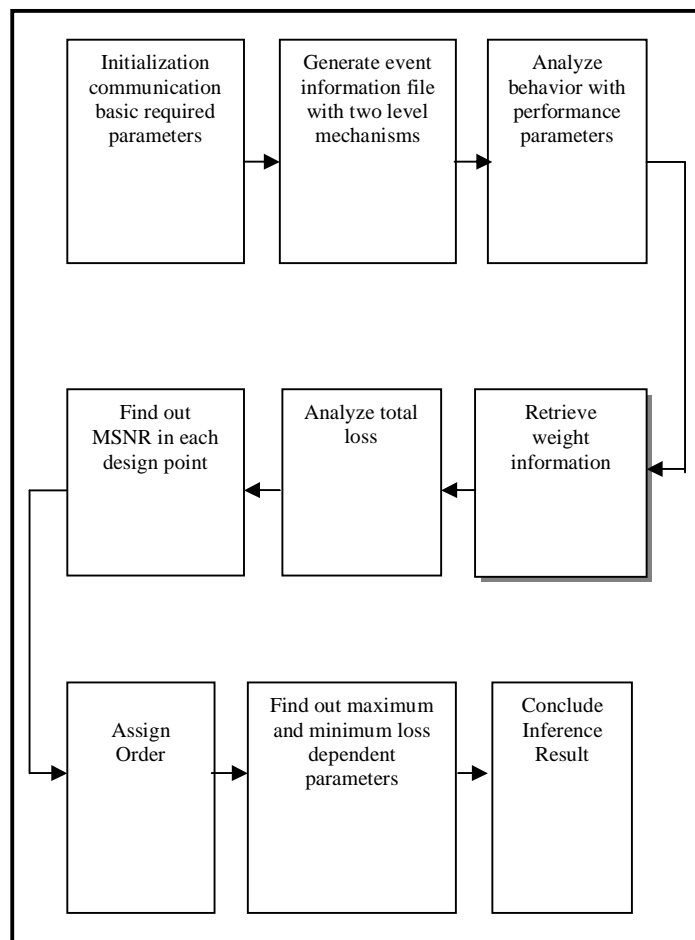 Initialization
communication
basic required
parameters
Generate event
information file
with two level
mechanisms
Analyze
behavior with
performance
parameters
Find out
MSNR in each
design point
Analyze total
loss
Retrieve
weight
information
Assign
Order
Find out maximum
and minimum loss
dependent
parameters
Conclude
Inference
Result